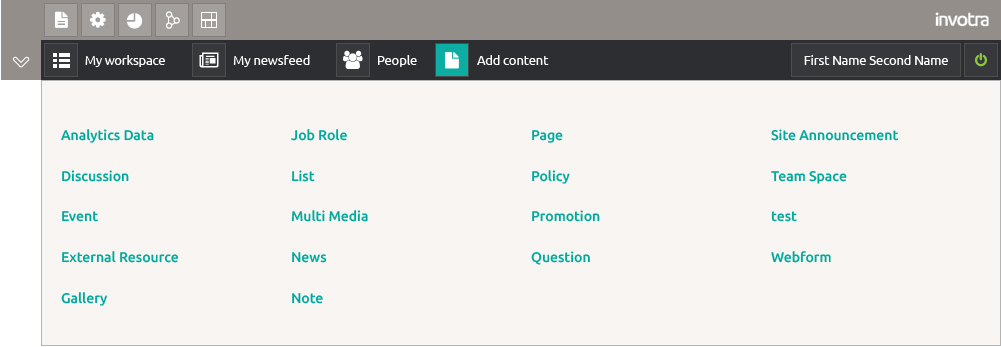 invotra
My workspace My newsfeed People Add content First Name Second Name
Analytics Data Job Role Page Site Announcement
Discussion List Policy Team Space
Event Multi Media Promotion test
External Resource News Question Webform
Gallery Note